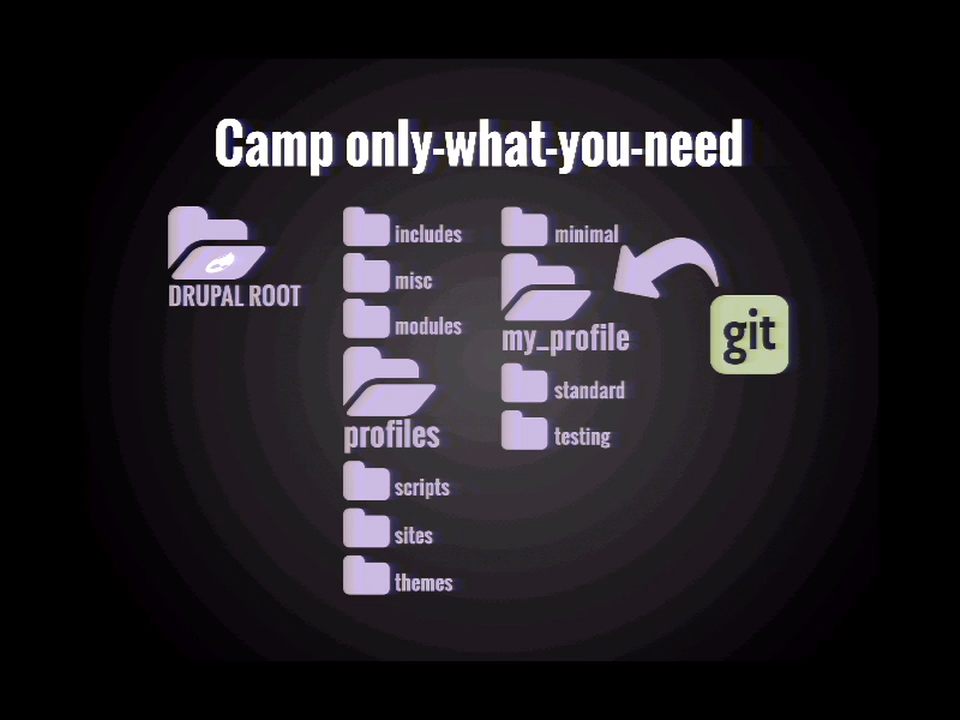 Camp only-what-you-need
DRUPAL ROOT
includes
misc
modules
profiles
scripts
sites
themes
minimal
my_profile
standard
testing
git